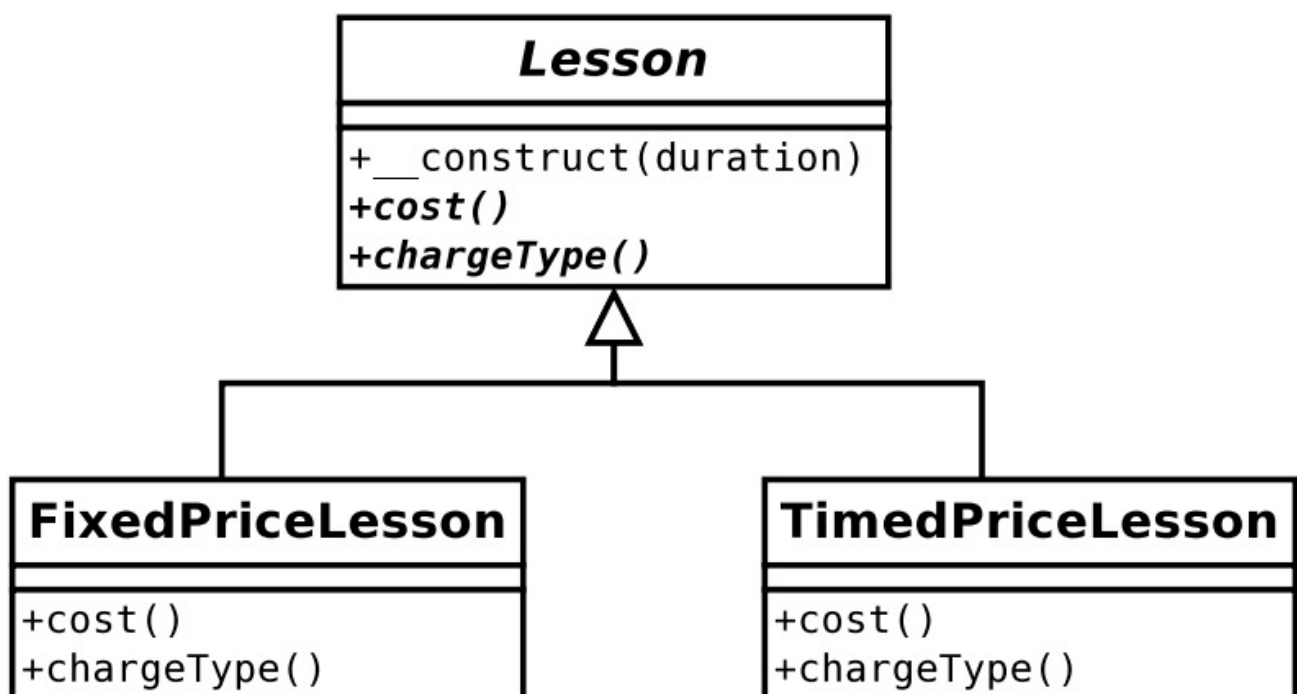 Lesson
+__construct(duration)
+cost()
+chargeType()
FixedPriceLesson
+cost()
+chargeType()
TimedPriceLesson
+cost()
+chargeType()